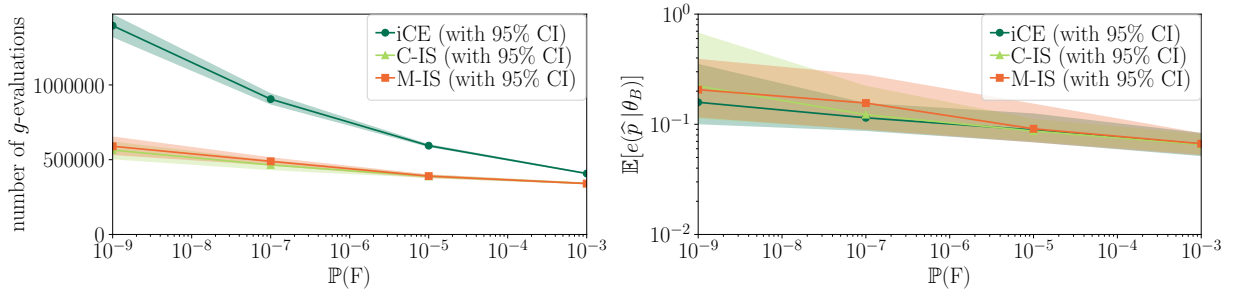 number of g-evaluations
1000000
500000
0
10⁻⁹
10⁻⁸
10⁻⁷
10⁻⁶
10⁻⁵
10⁻⁴
10⁻³
ℙ(F)
iCE (with 95% CI)
C-IS (with 95% CI)
M-IS (with 95% CI)
𝔼[e(p̂ | θ_B)]
10⁰
10⁻¹
10⁻²
10⁻⁹
10⁻⁸
10⁻⁷
10⁻⁶
10⁻⁵
10⁻⁴
10⁻³
ℙ(F)
iCE (with 95% CI)
C-IS (with 95% CI)
M-IS (with 95% CI)